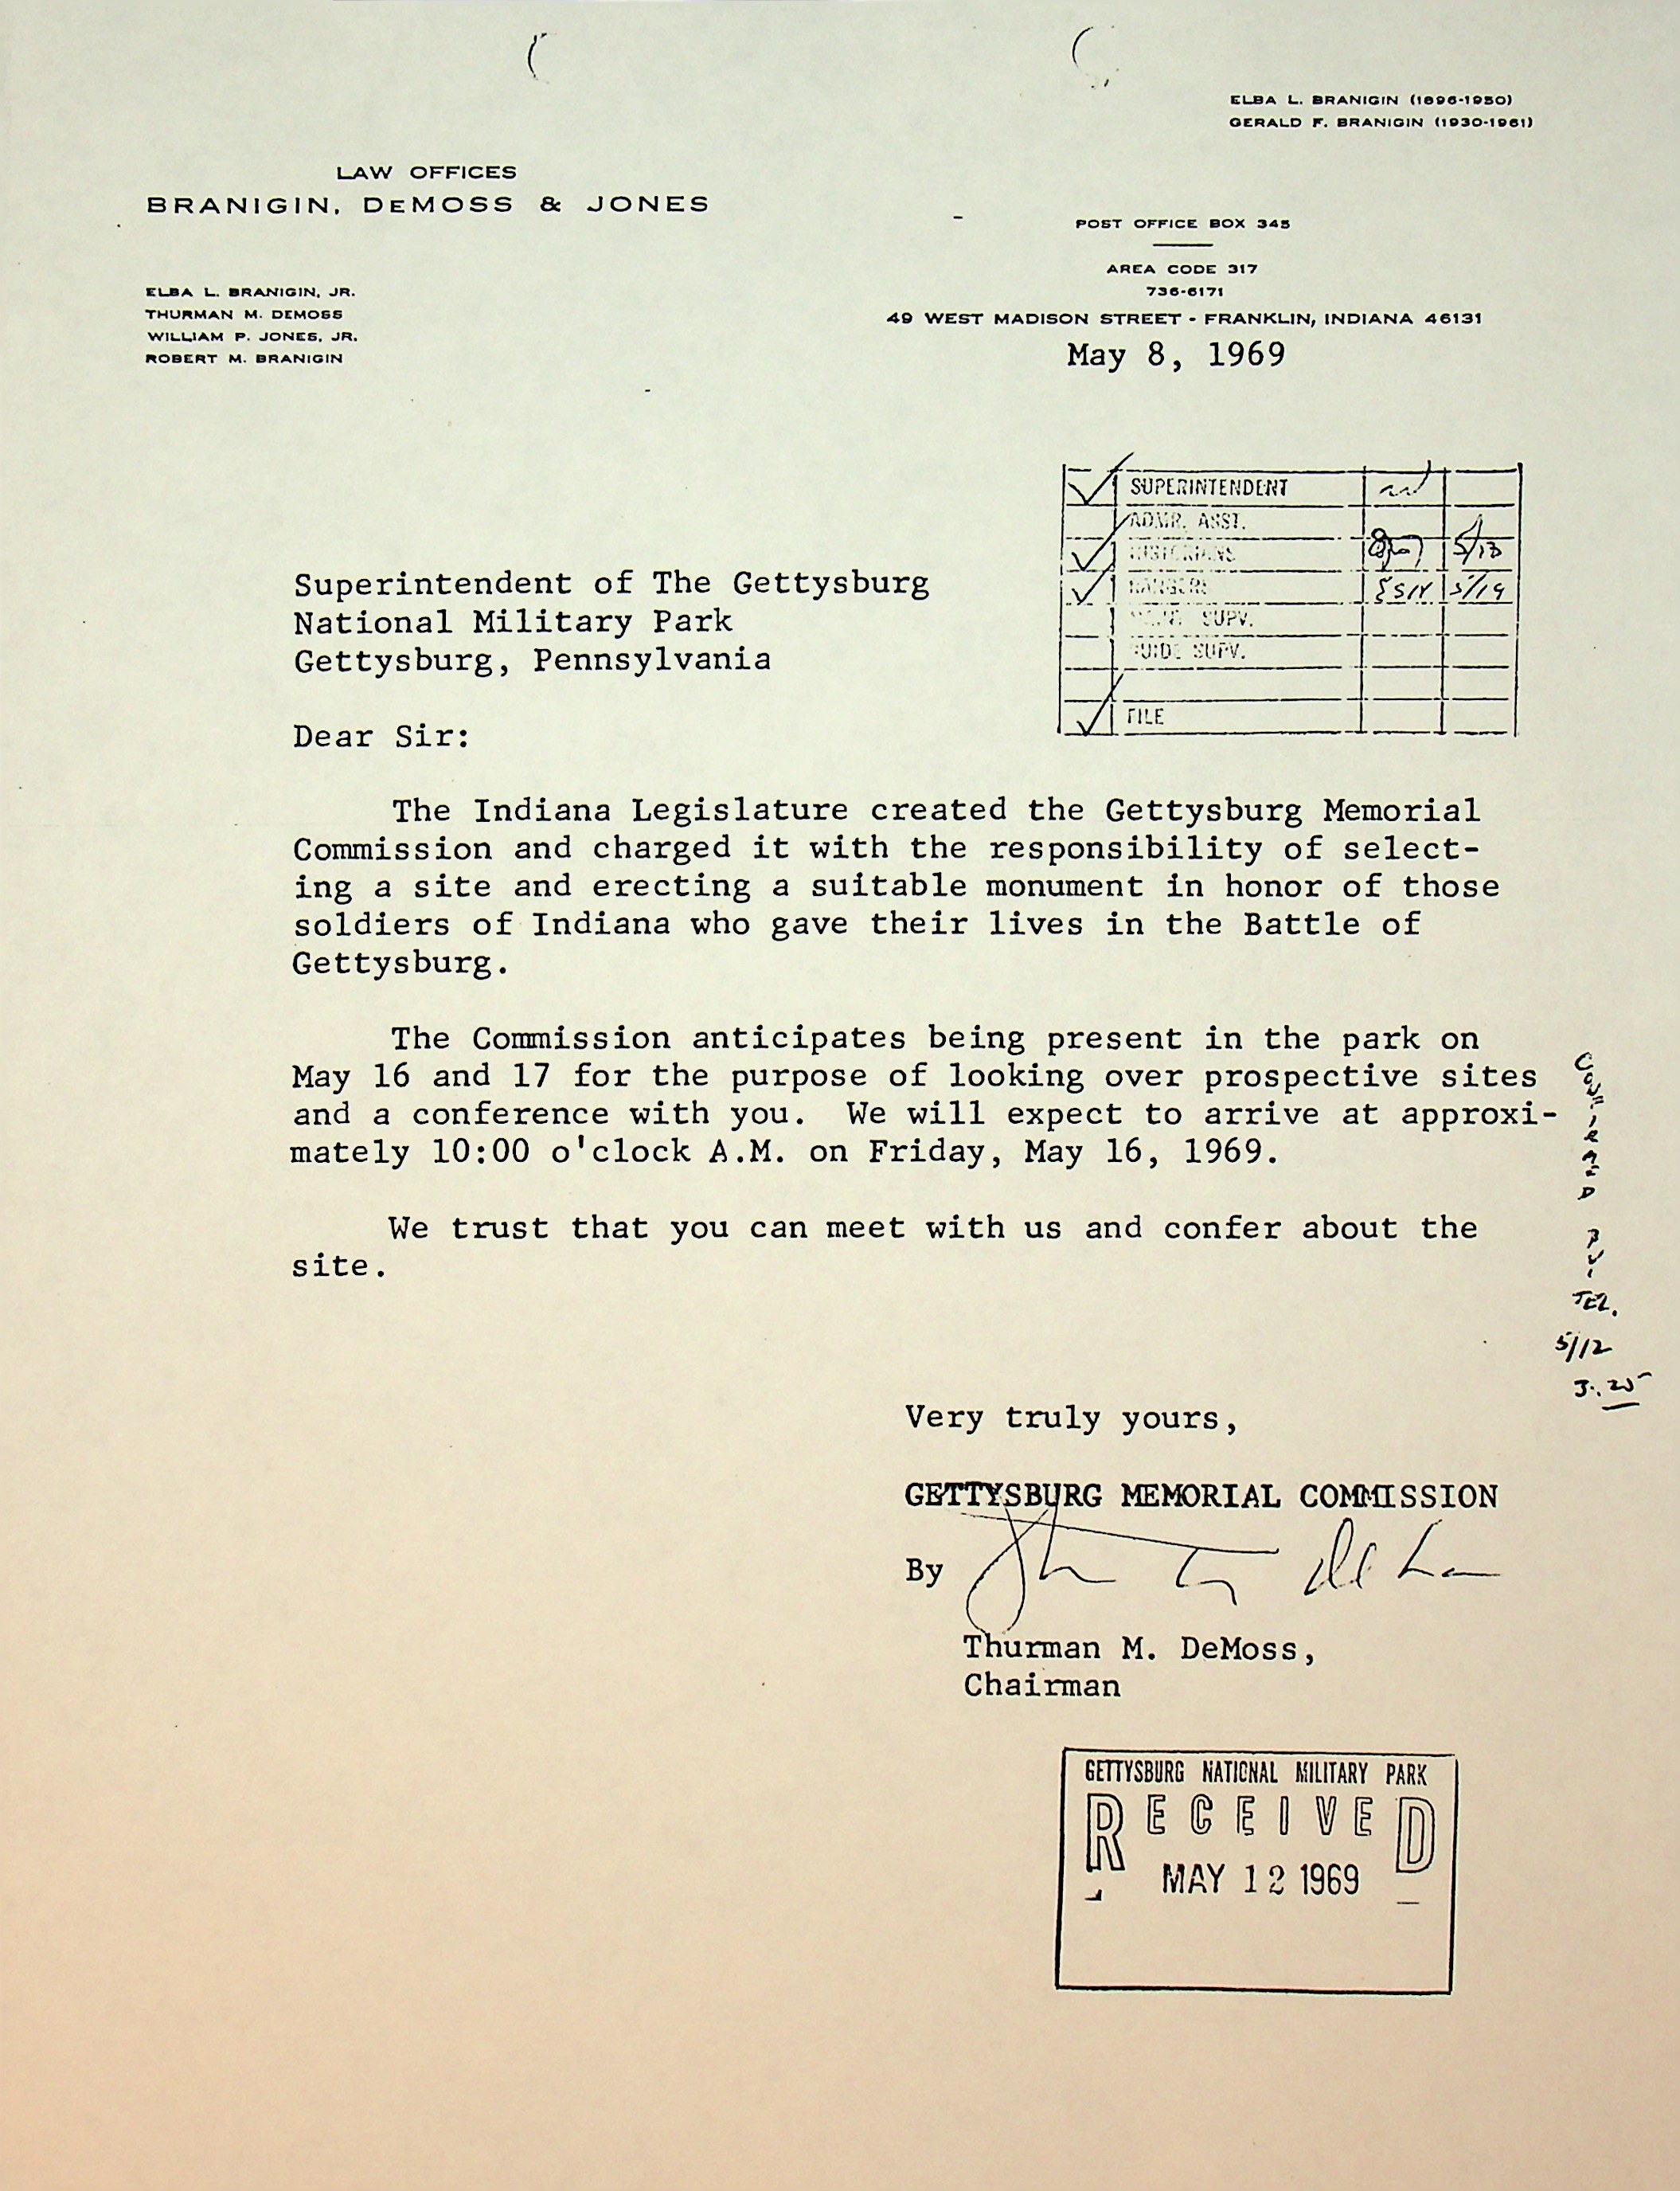 ELBA L. BRANIGIN (1896-1950)
GERALD F. BRANIGIN (1930-1961)
LAW OFFICES
BRANIGIN, DEMOSS & JONES
POST OFFICE BOX 345
AREA CODE 317
736-6171
49 WEST MADISON STREET - FRANKLIN, INDIANA 46131
ELBA L. BRANIGIN, JR.
THURMAN M. DEMOSS
WILLIAM P. JONES, JR.
ROBERT M. BRANIGIN
May 8, 1969
SUPERINTENDENT
ADMR. ASST.
HISTORIANS 5/13
RANGERS 5/14
SUPV.
GUIDE SUPV.
FILE
Superintendent of The Gettysburg
National Military Park
Gettysburg, Pennsylvania
Dear Sir:
The Indiana Legislature created the Gettysburg Memorial
Commission and charged it with the responsibility of select-
ing a site and erecting a suitable monument in honor of those
soldiers of Indiana who gave their lives in the Battle of
Gettysburg.
The Commission anticipates being present in the park on
May 16 and 17 for the purpose of looking over prospective sites
and a conference with you. We will expect to arrive at approxi-
mately 10:00 o'clock A.M. on Friday, May 16, 1969.
We trust that you can meet with us and confer about the
site.
CONFIRMED
BY
TEL.
5/12
Very truly yours,
GETTYSBURG MEMORIAL COMMISSION
By
Thurman M. DeMoss,
Chairman
GETTYSBURG NATIONAL MILITARY PARK
RECEIVED
MAY 12 1969